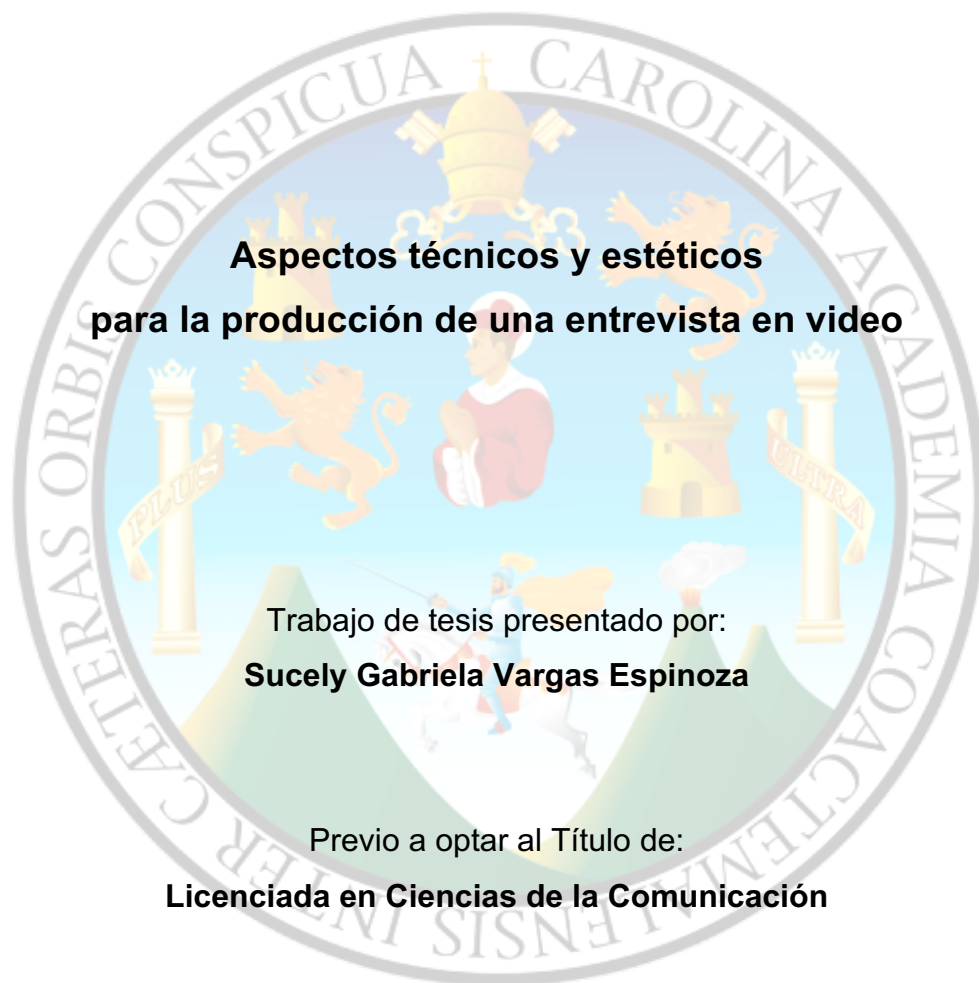 CAROLINA ACADEMIA COACTEMALENSIS INTER CÆTERAS ORBIS CONSPICUA
Aspectos técnicos y estéticos
para la producción de una entrevista en video
PLUS
ULTRA
Trabajo de tesis presentado por:
Sucely Gabriela Vargas Espinoza
Previo a optar al Título de:
Licenciada en Ciencias de la Comunicación